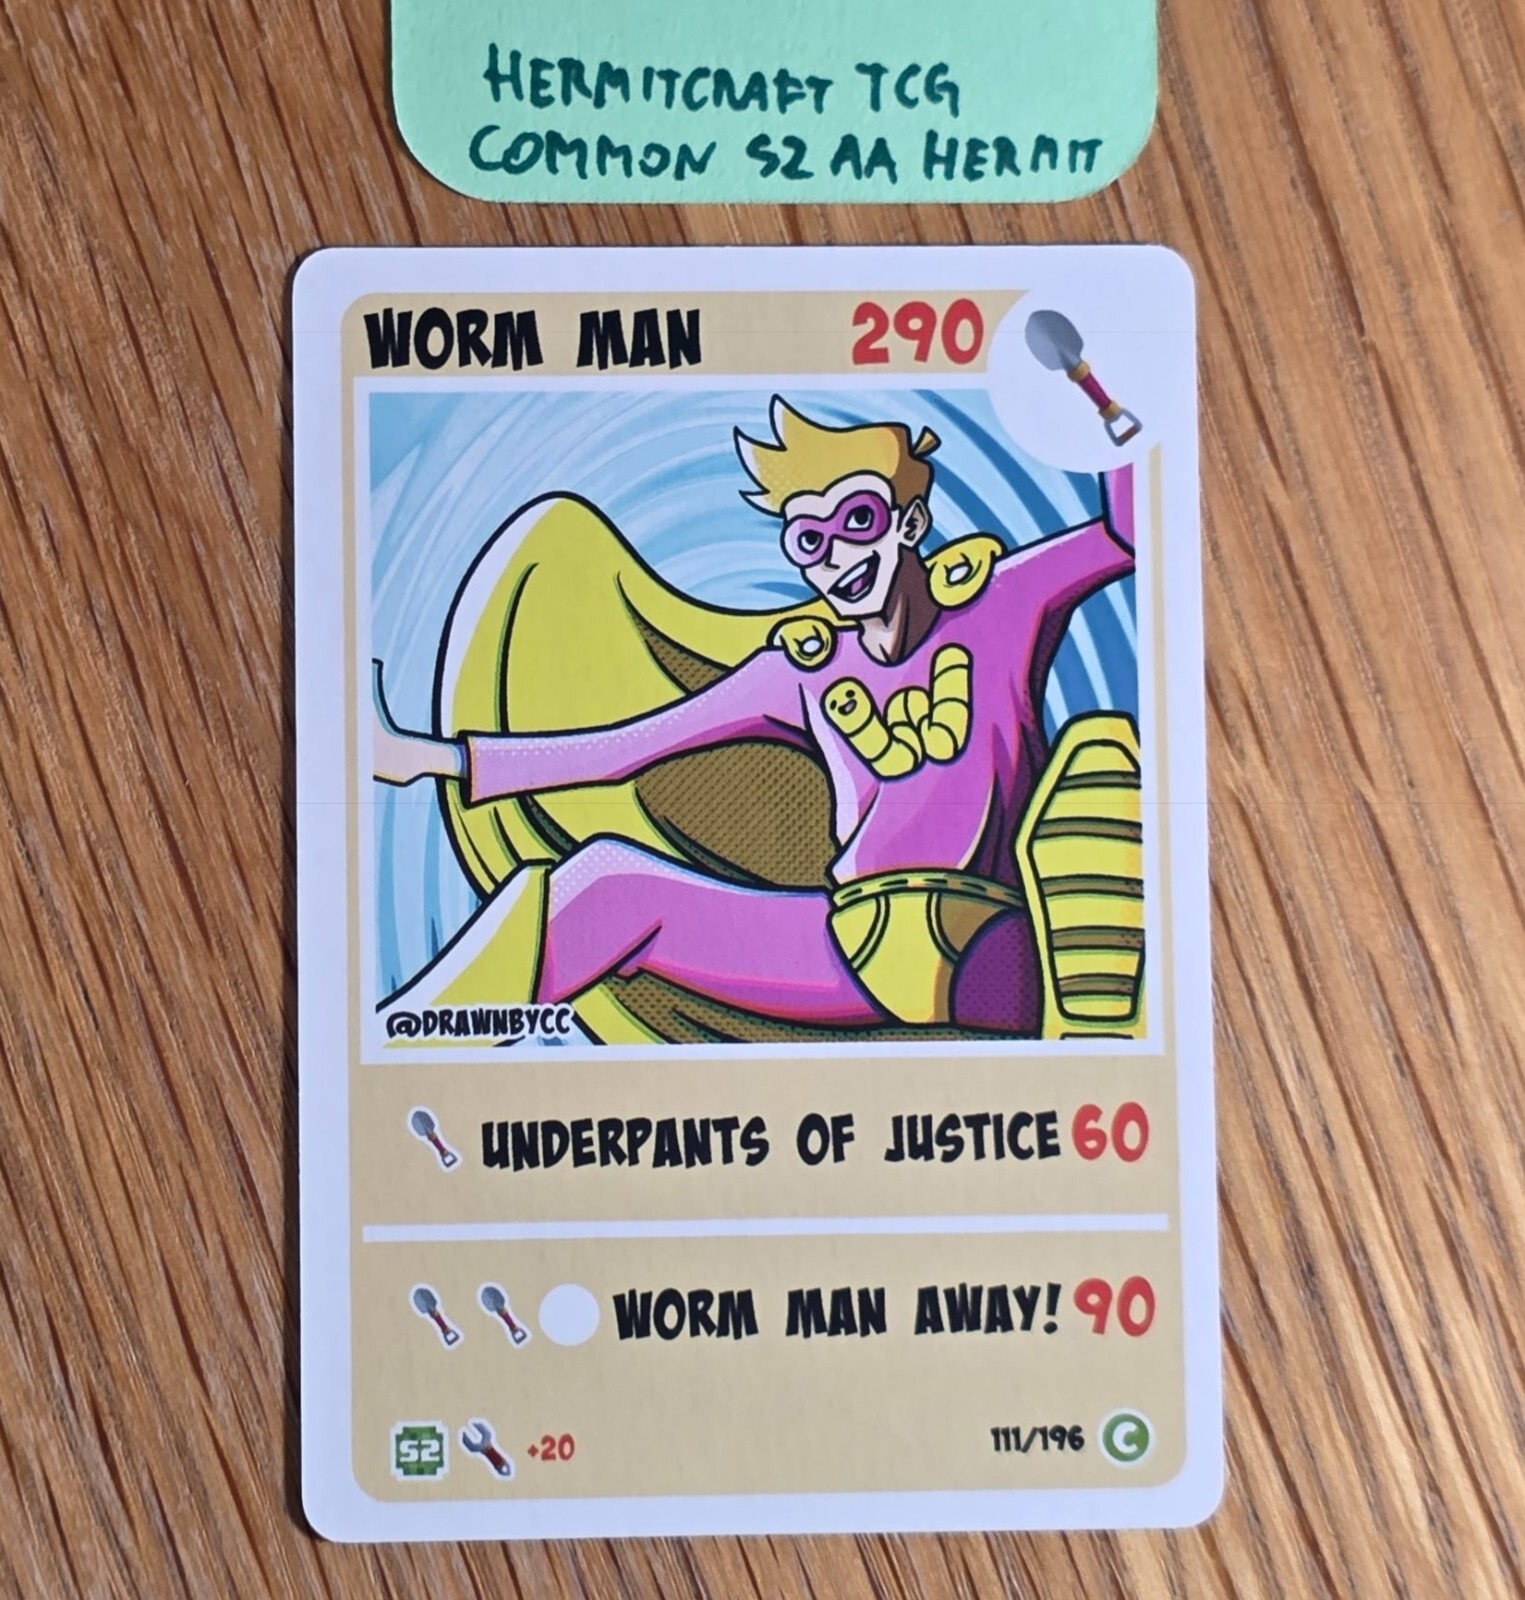 HERMITCRAFT TCG
COMMON S2 AA HERMIT
WORM MAN 290
@DRAWNBYCC
UNDERPANTS OF JUSTICE 60
WORM MAN AWAY! 90
S2 +20 111/196 C